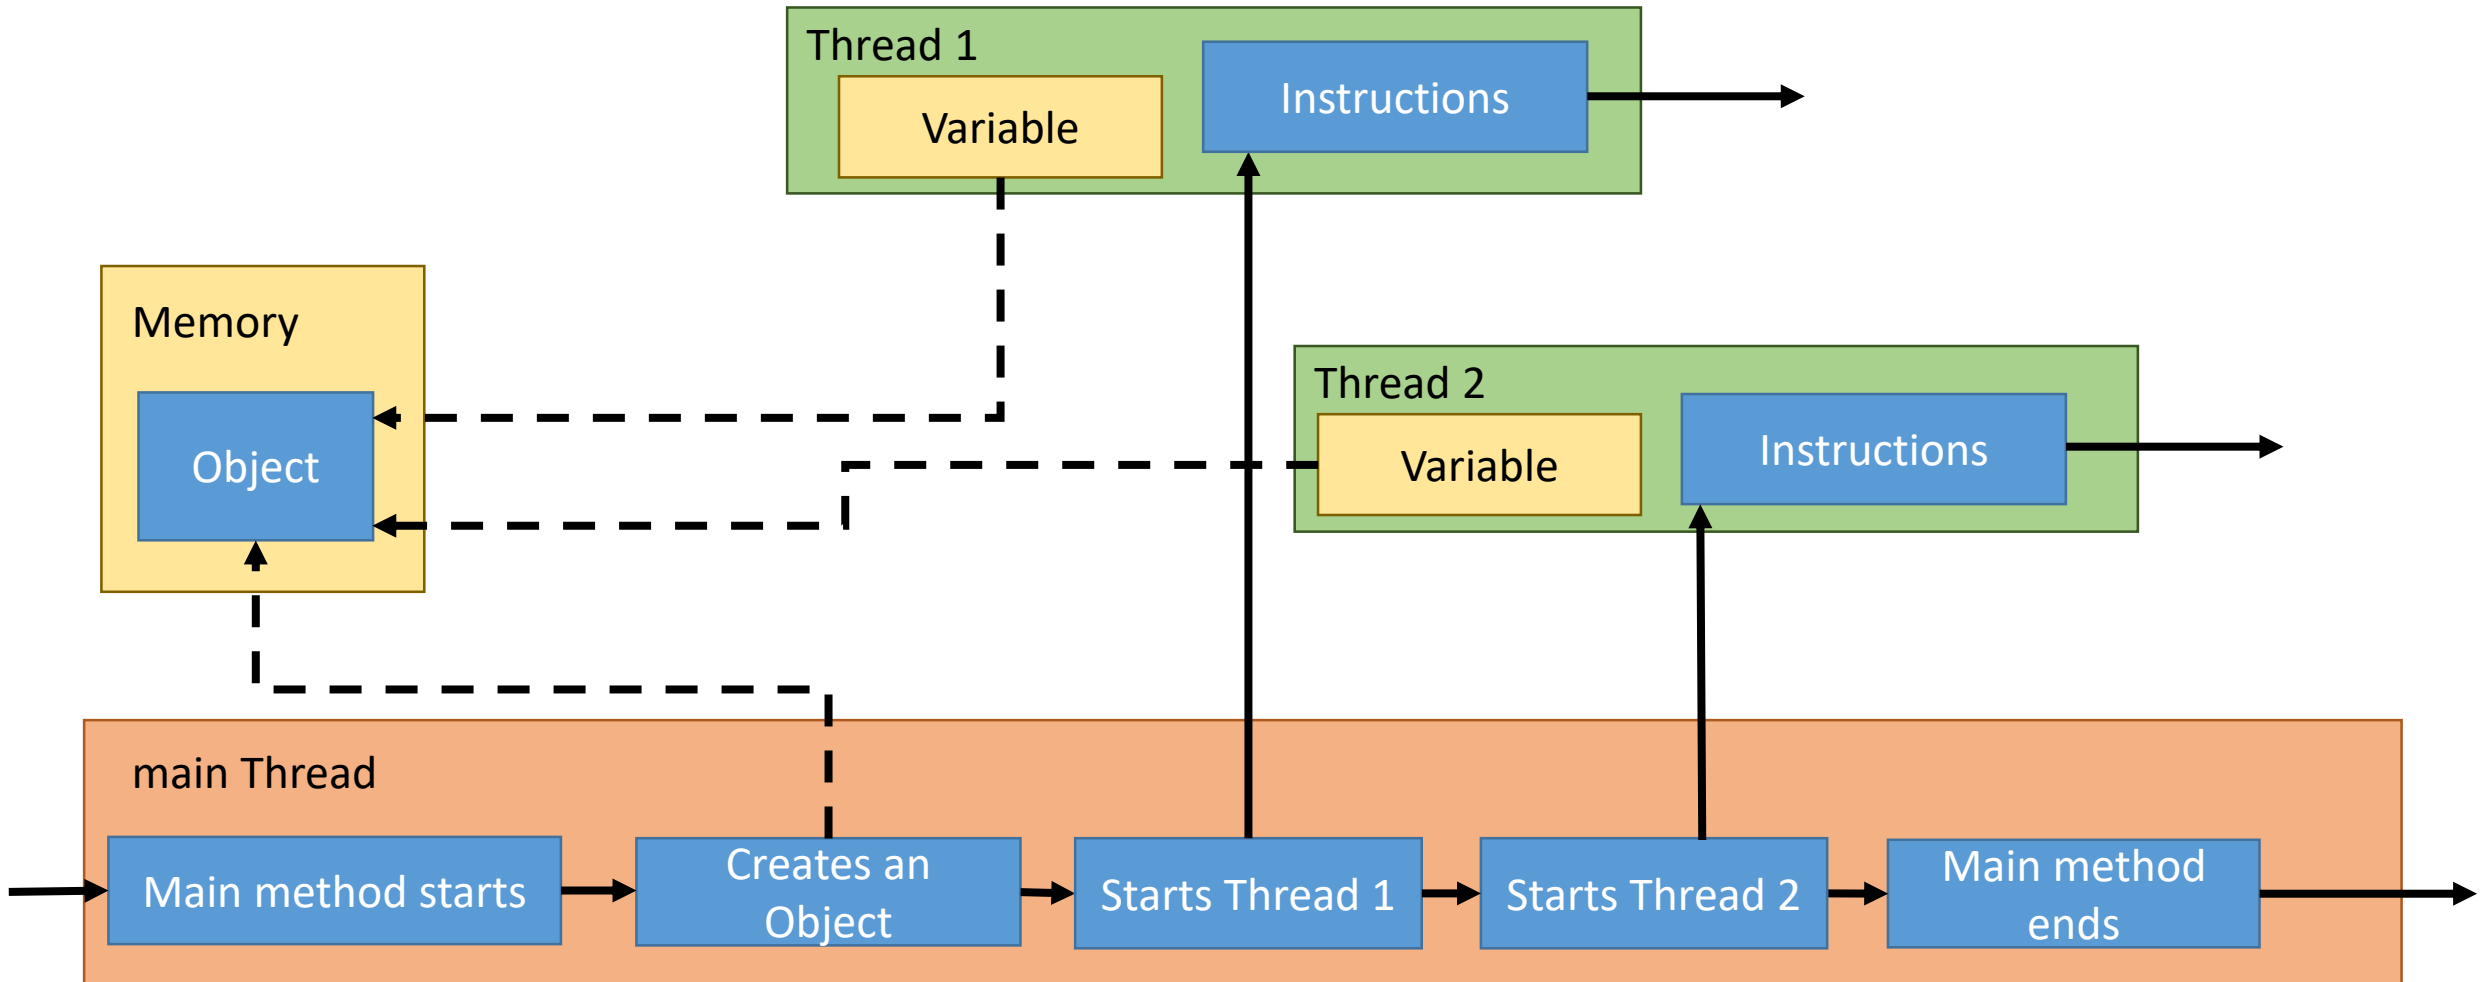 Thread 1
Variable
Instructions
Memory
Object
Thread 2
Variable
Instructions
main Thread
Main method starts
Creates an
Object
Starts Thread 1
Starts Thread 2
Main method
ends